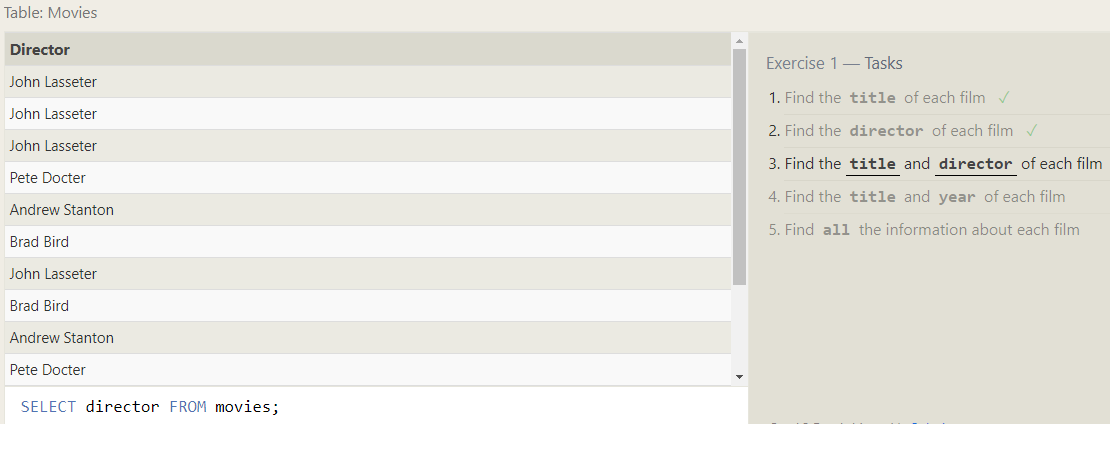 Table: Movies
Director
John Lasseter
John Lasseter
John Lasseter
Pete Docter
Andrew Stanton
Brad Bird
John Lasseter
Brad Bird
Andrew Stanton
Pete Docter
SELECT director FROM movies;
Exercise 1 — Tasks
1. Find the title of each film ✓
2. Find the director of each film ✓
3. Find the title and director of each film
4. Find the title and year of each film
5. Find all the information about each film